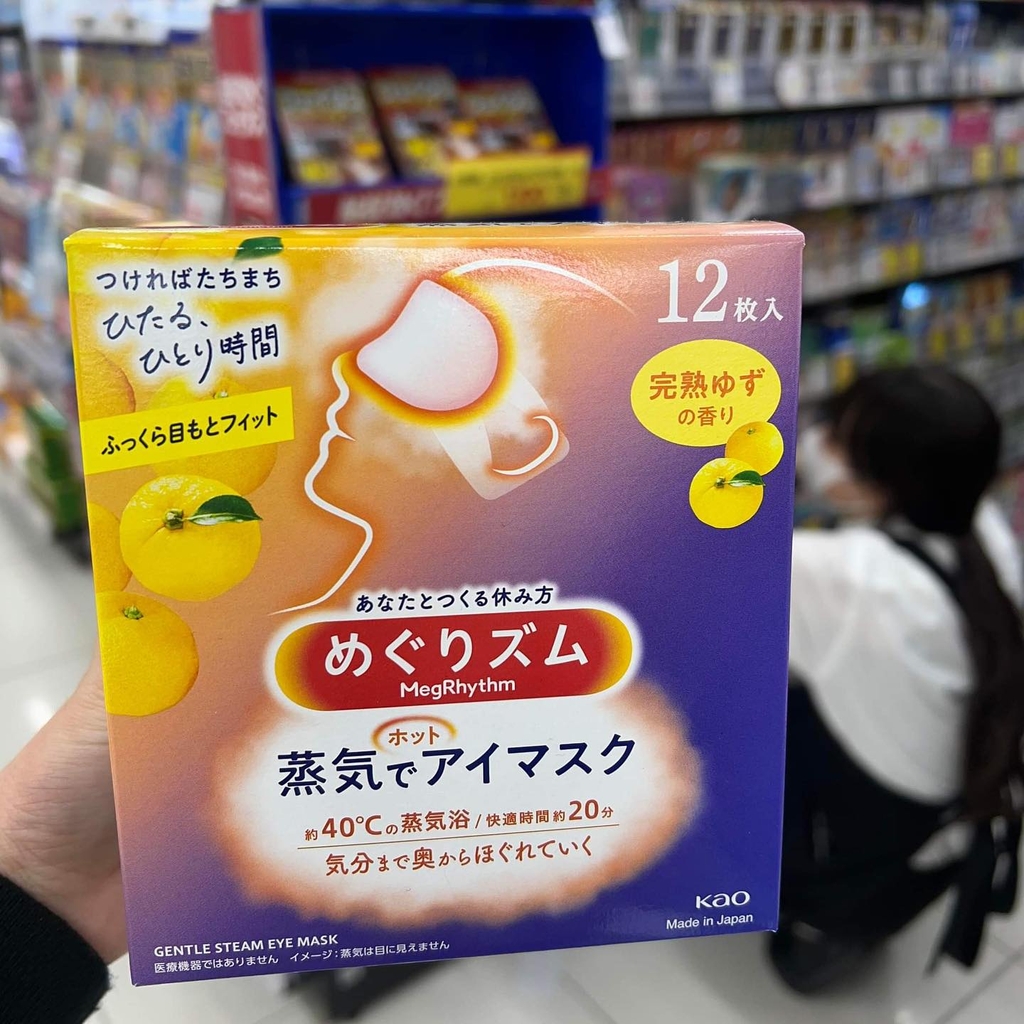 つければたちまち
ひたる、
ひとり時間
ふっくら目もとフィット
12枚入
完熟ゆず
の香り
あなたとつくる休み方
めぐりズム
MegRhythm
ホット
蒸気でアイマスク
約40℃の蒸気浴/快適時間約20分
気分まで奥からほぐれていく
Kao
Made in Japan
GENTLE STEAM EYE MASK
医療機器ではありません イメージ:蒸気は目に見えません